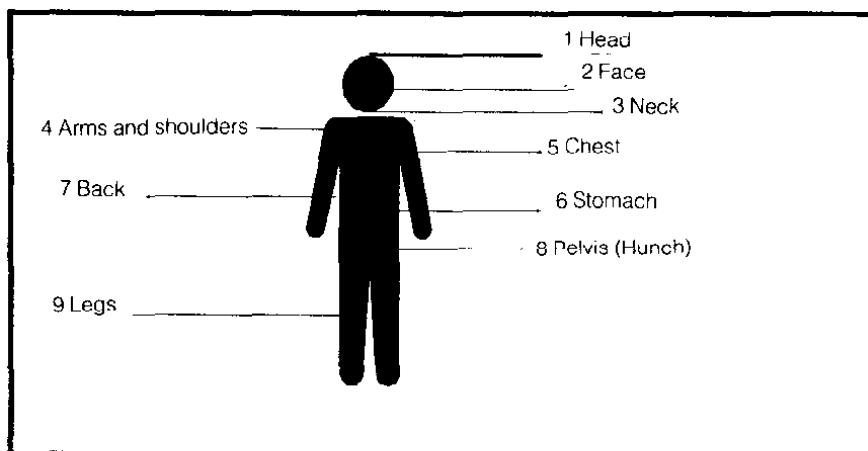 1 Head
2 Face
3 Neck
4 Arms and shoulders
5 Chest
7 Back
6 Stomach
8 Pelvis (Hunch)
9 Legs